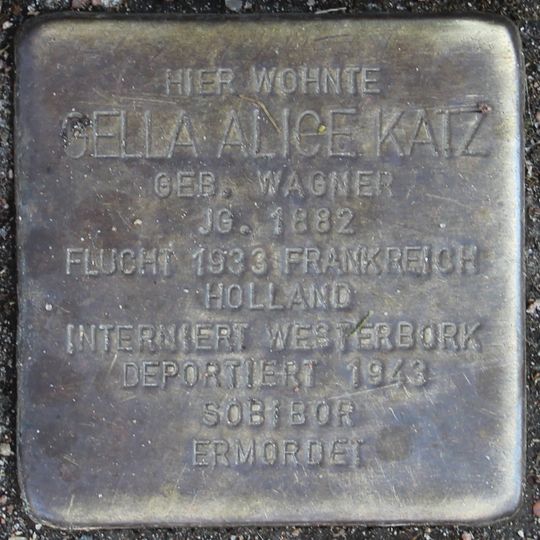 HIER WOHNTE
CELLA ALICE KATZ
GEB. WAGNER
JG. 1882
FLUCHT 1933 FRANKREICH
HOLLAND
INTERNIERT WESTERBORK
DEPORTIERT 1943
SOBIBOR
ERMORDET